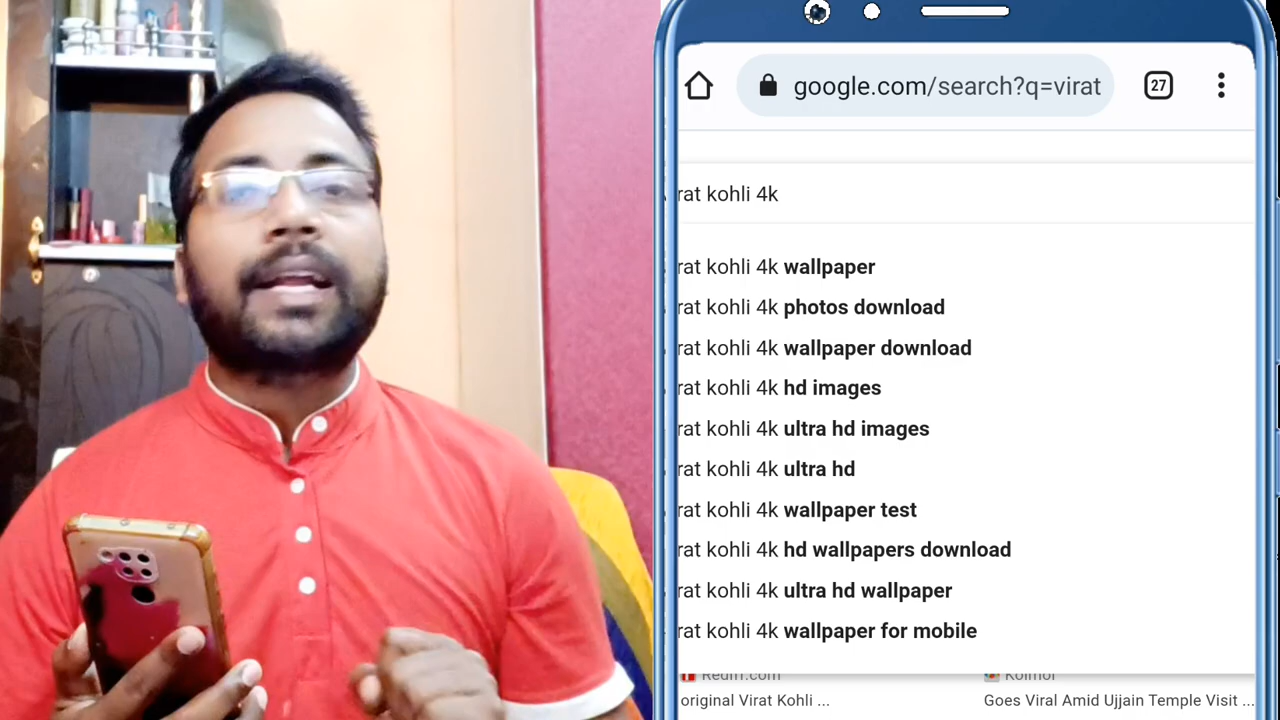 google.com/search?q=virat
27
rat kohli 4k
rat kohli 4k wallpaper
rat kohli 4k photos download
rat kohli 4k wallpaper download
rat kohli 4k hd images
rat kohli 4k ultra hd images
rat kohli 4k ultra hd
rat kohli 4k wallpaper test
rat kohli 4k hd wallpapers download
rat kohli 4k ultra hd wallpaper
rat kohli 4k wallpaper for mobile
Rediff.com
Koimoi
original Virat Kohli ...
Goes Viral Amid Ujjain Temple Visit ...